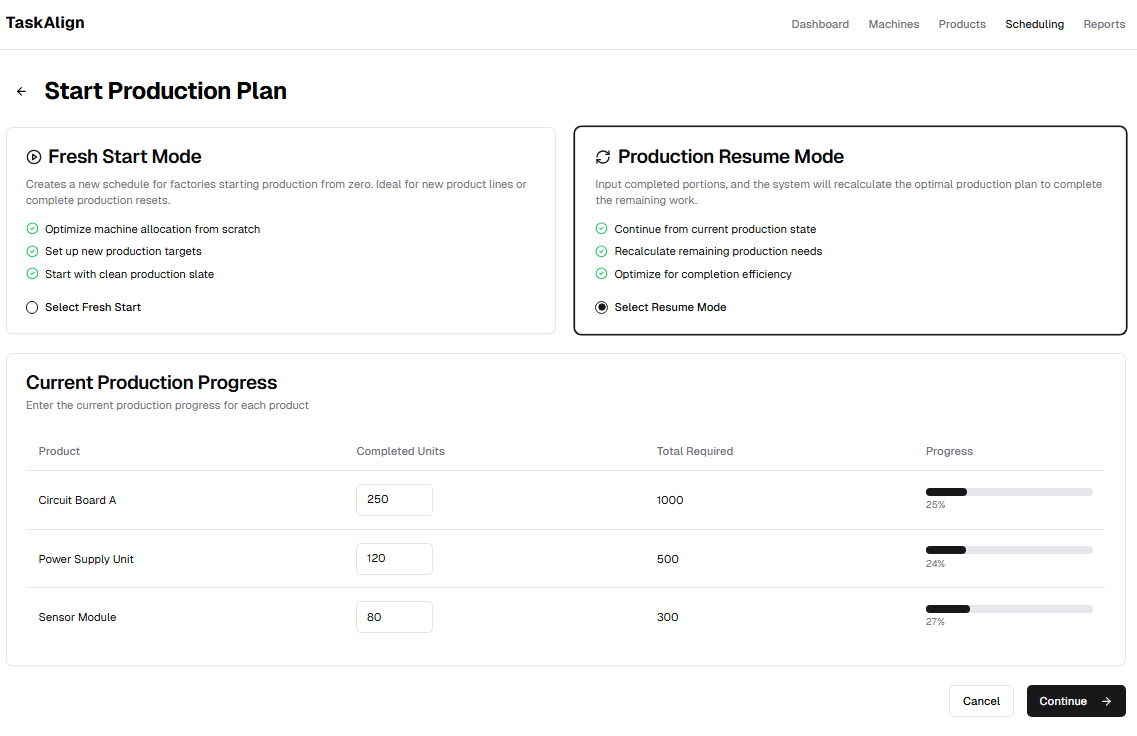 TaskAlign
Dashboard
Machines
Products
Scheduling
Reports
Start Production Plan
Fresh Start Mode
Creates a new schedule for factories starting production from zero. Ideal for new product lines or
complete production resets.
Optimize machine allocation from scratch
Set up new production targets
Start with clean production slate
Select Fresh Start
Production Resume Mode
Input completed portions, and the system will recalculate the optimal production plan to complete
the remaining work.
Continue from current production state
Recalculate remaining production needs
Optimize for completion efficiency
Select Resume Mode
Current Production Progress
Enter the current production progress for each product
Product Completed Units Total Required Progress
Circuit Board A 250 1000 25%
Power Supply Unit 120 500 24%
Sensor Module 80 300 27%
Cancel
Continue